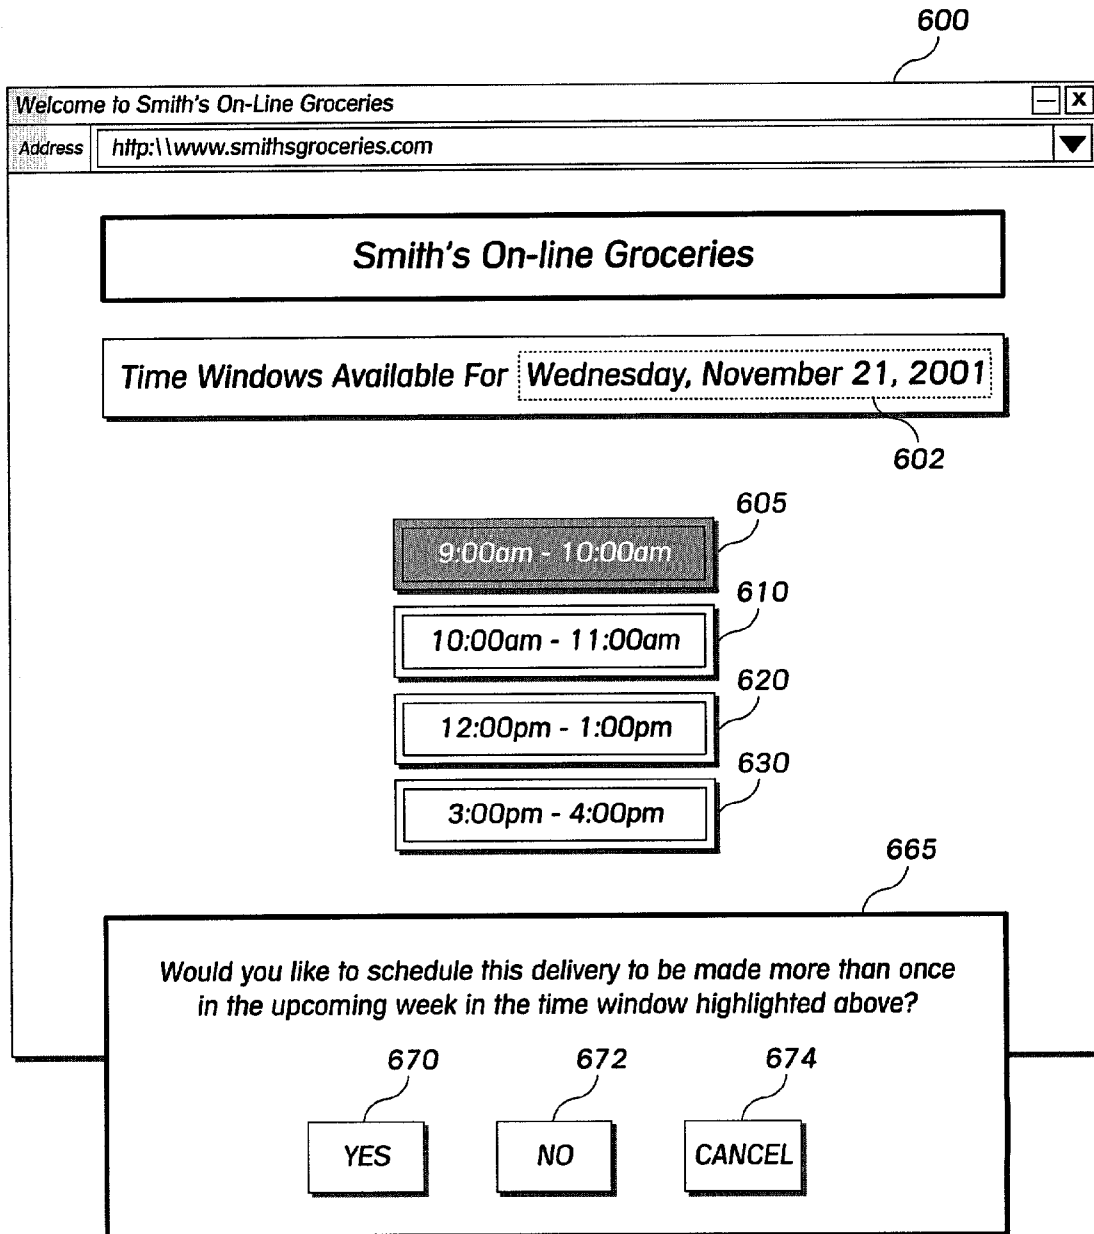 600
Welcome to Smith's On-Line Groceries
— X
Address http:\\www.smithsgroceries.com
Smith's On-line Groceries
Time Windows Available For Wednesday, November 21, 2001
602
605
9:00am - 10:00am
610
10:00am - 11:00am
620
12:00pm - 1:00pm
630
3:00pm - 4:00pm
665
Would you like to schedule this delivery to be made more than once
in the upcoming week in the time window highlighted above?
670 672 674
YES NO CANCEL